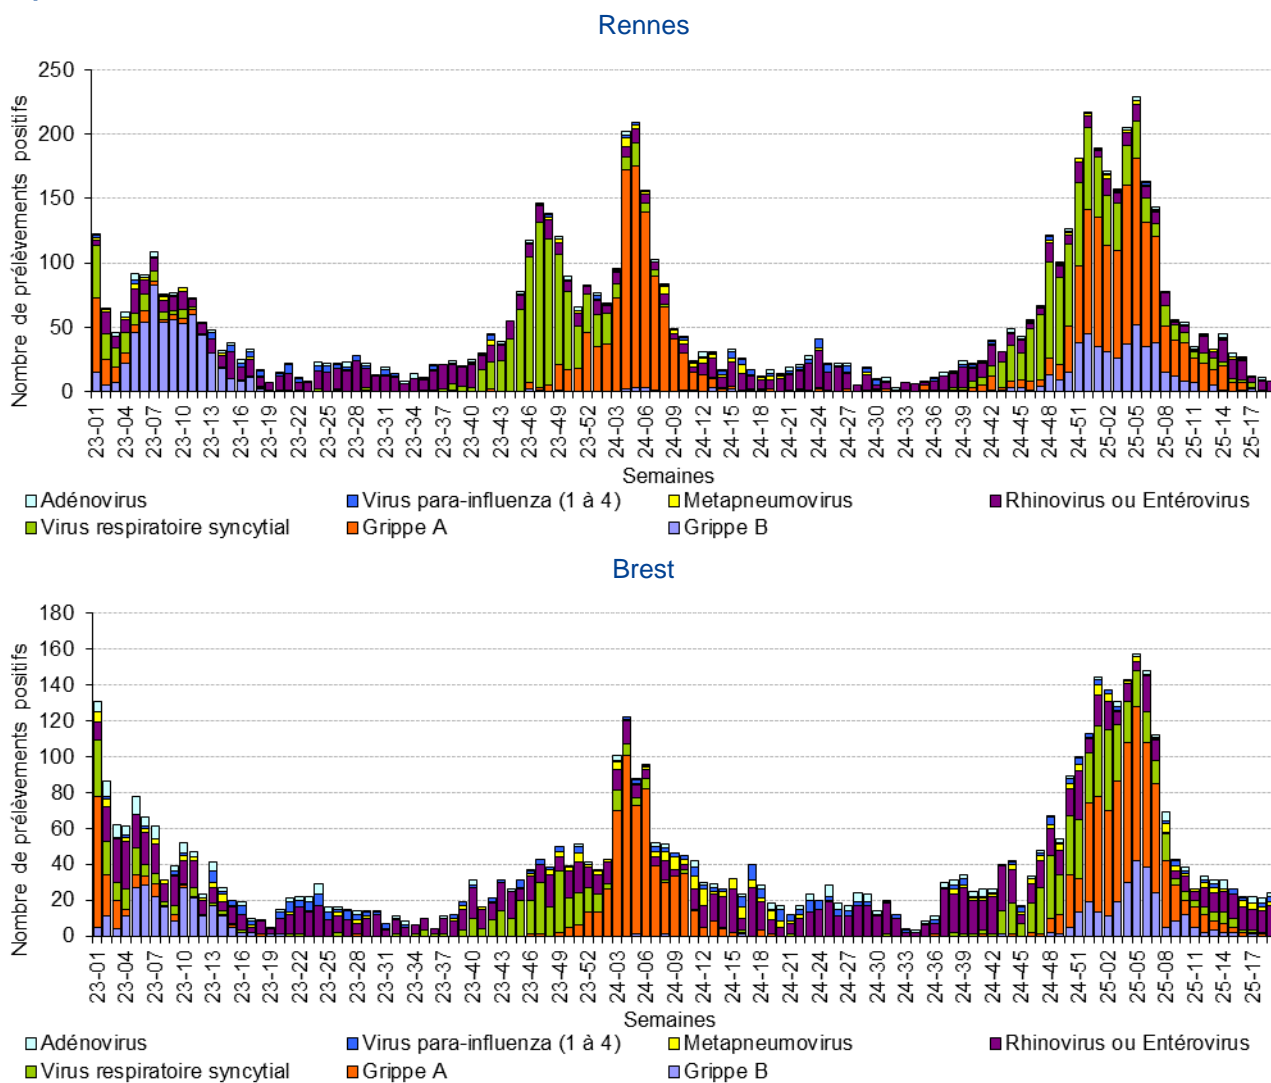 Rennes
250
200
150
100
50
0
Nombre de prélèvements positifs
23-01 23-04 23-07 23-10 23-13 23-16 23-19 23-22 23-25 23-28 23-31 23-34 23-37 23-40 23-43 23-46 23-49 23-52 24-03 24-06 24-09 24-12 24-15 24-18 24-21 24-24 24-27 24-30 24-33 24-36 24-39 24-42 24-45 24-48 24-51 25-02 25-05 25-08 25-11 25-14 25-17
Semaines
Adénovirus Virus para-influenza (1 à 4) Metapneumovirus Rhinovirus ou Entérovirus
Virus respiratoire syncytial Grippe A Grippe B
Brest
180
160
140
120
100
80
60
40
20
0
Nombre de prélèvements positifs
23-01 23-04 23-07 23-10 23-13 23-16 23-19 23-22 23-25 23-28 23-31 23-34 23-37 23-40 23-43 23-46 23-49 23-52 24-03 24-06 24-09 24-12 24-15 24-18 24-21 24-24 24-27 24-30 24-33 24-36 24-39 24-42 24-45 24-48 24-51 25-02 25-05 25-08 25-11 25-14 25-17
Semaines
Adénovirus Virus para-influenza (1 à 4) Metapneumovirus Rhinovirus ou Entérovirus
Virus respiratoire syncytial Grippe A Grippe B